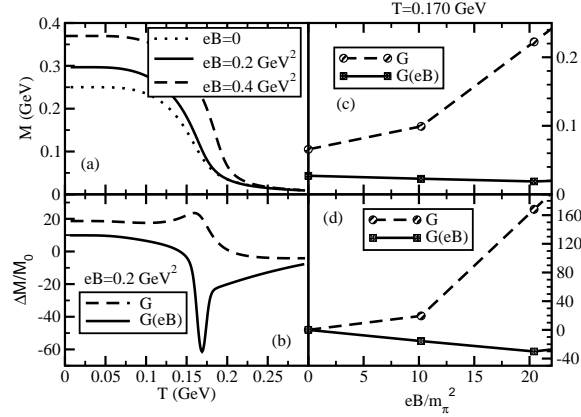 T=0.170 GeV
0.4
0.3
0.2
0.1
0
M (GeV)
eB=0
eB=0.2 GeV²
eB=0.4 GeV²
(a)
G
G(eB)
(c)
0.2
0.1
0
20
0
-20
-40
-60
ΔM/M₀
eB=0.2 GeV²
G
G(eB)
(b)
0
0.05
0.1
0.15
0.2
0.25
T (GeV)
(d)
G
G(eB)
160
120
80
40
0
-40
0
5
10
15
20
eB/mπ²